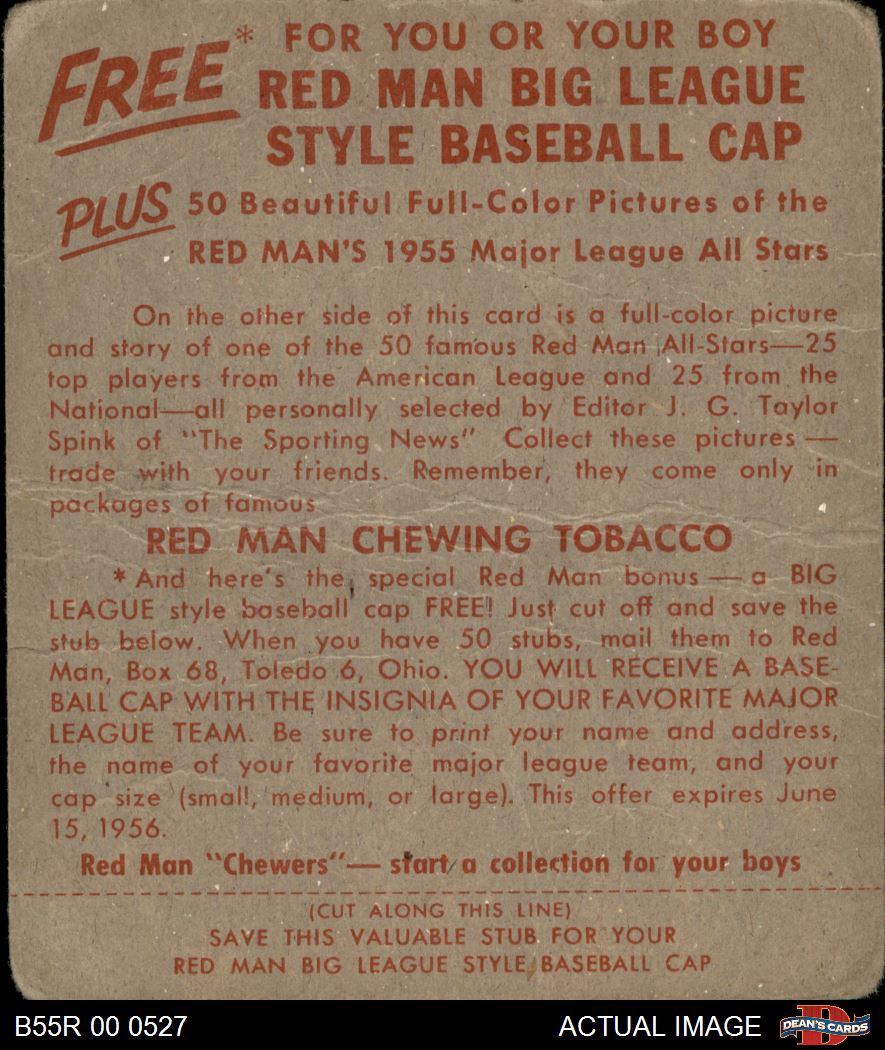 FREE* FOR YOU OR YOUR BOY
RED MAN BIG LEAGUE
STYLE BASEBALL CAP
PLUS 50 Beautiful Full-Color Pictures of the
RED MAN'S 1955 Major League All Stars
On the other side of this card is a full-color picture
and story of one of the 50 famous Red Man All-Stars—25
top players from the American League and 25 from the
National—all personally selected by Editor J. G. Taylor
Spink of "The Sporting News" Collect these pictures —
trade with your friends. Remember, they come only in
packages of famous
RED MAN CHEWING TOBACCO
* And here's the special Red Man bonus — a BIG
LEAGUE style baseball cap FREE! Just cut off and save the
stub below. When you have 50 stubs, mail them to Red
Man, Box 68, Toledo 6, Ohio. YOU WILL RECEIVE A BASE-
BALL CAP WITH THE INSIGNIA OF YOUR FAVORITE MAJOR
LEAGUE TEAM. Be sure to print your name and address,
the name of your favorite major league team, and your
cap size (small, medium, or large). This offer expires June
15, 1956.
Red Man "Chewers"— start a collection for your boys
(CUT ALONG THIS LINE)
SAVE THIS VALUABLE STUB FOR YOUR
RED MAN BIG LEAGUE STYLE BASEBALL CAP
B55R 00 0527 ACTUAL IMAGE D DEAN'S CARDS